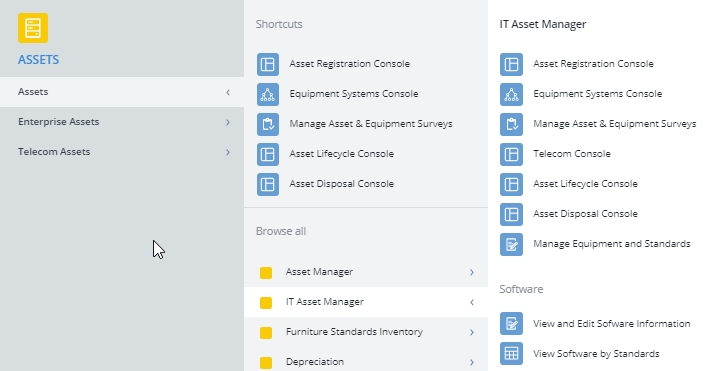 ASSETS
Assets
Enterprise Assets
Telecom Assets
Shortcuts
Asset Registration Console
Equipment Systems Console
Manage Asset & Equipment Surveys
Asset Lifecycle Console
Asset Disposal Console
Browse all
Asset Manager
IT Asset Manager
Furniture Standards Inventory
Depreciation
IT Asset Manager
Asset Registration Console
Equipment Systems Console
Manage Asset & Equipment Surveys
Telecom Console
Asset Lifecycle Console
Asset Disposal Console
Manage Equipment and Standards
Software
View and Edit Sofware Information
View Software by Standards